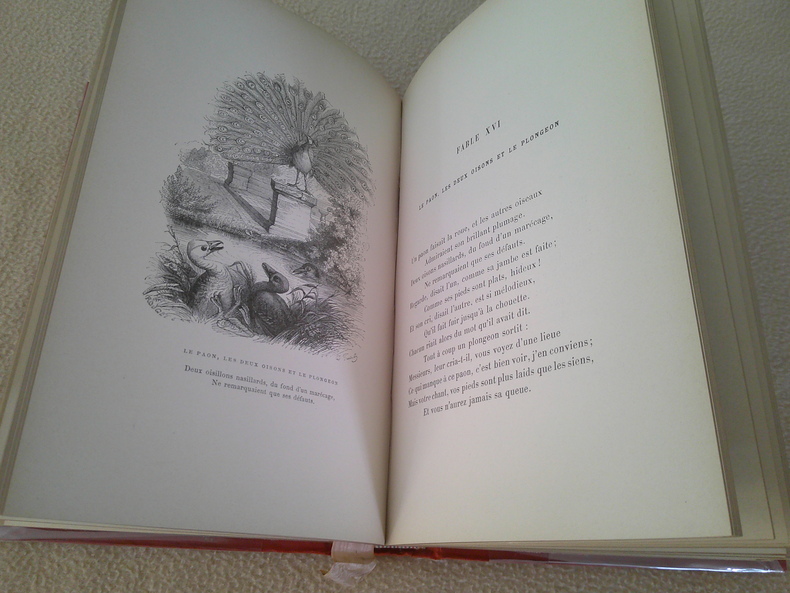 LE PAON, LES DEUX OISONS ET LE PLONGEON
Deux oisillons nasillards, du fond d'un marécage,
Ne remarquaient que ses défauts.
FABLE XVI
LE PAON, LES DEUX OISONS ET LE PLONGEON
Un paon faisait la roue, et les autres oiseaux
Admiraient son brillant plumage.
Deux oisons nasillards, du fond d'un marécage,
Ne remarquaient que ses défauts.
Regarde, disait l'un, comme sa jambe est faite;
Comme ses pieds sont plats, hideux!
Et son cri, disait l'autre, est si mélodieux,
Qu'il fait fuir jusqu'à la chouette.
Chacun riait alors du mot qu'il avait dit.
Tout à coup un plongeon sortit :
Messieurs, leur cria-t-il, vous voyez d'une lieue
Ce qui manque à ce paon, c'est bien voir, j'en conviens;
Mais votre chant, vos pieds sont plus laids que les siens,
Et vous n'aurez jamais sa queue.